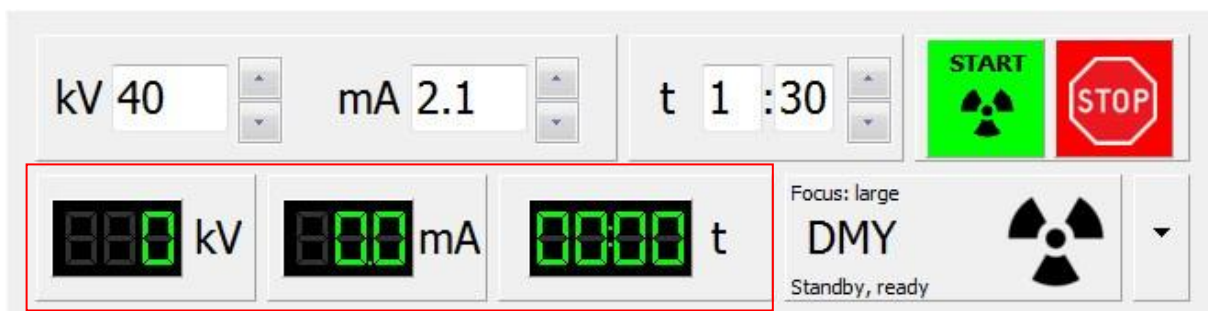 kV 40 mA 2.1 t 1 :30 START STOP
0 kV 0.0 mA 00:00 t
Focus: large
DMY
Standby, ready